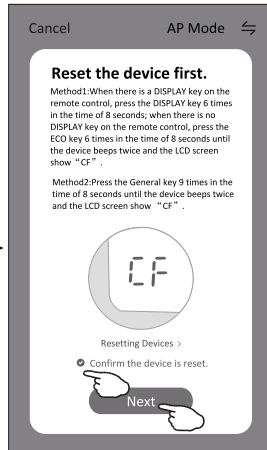 Cancel AP Mode
Reset the device first.
Method1:When there is a DISPLAY key on the
remote control, press the DISPLAY key 6 times
in the time of 8 seconds; when there is no
DISPLAY key on the remote control, press the
ECO key 6 times in the time of 8 seconds until
the device beeps twice and the LCD screen
show “CF”.
Method2:Press the General key 9 times in the
time of 8 seconds until the device beeps twice
and the LCD screen show “CF”.
CF
Resetting Devices >
Confirm the device is reset.
Next